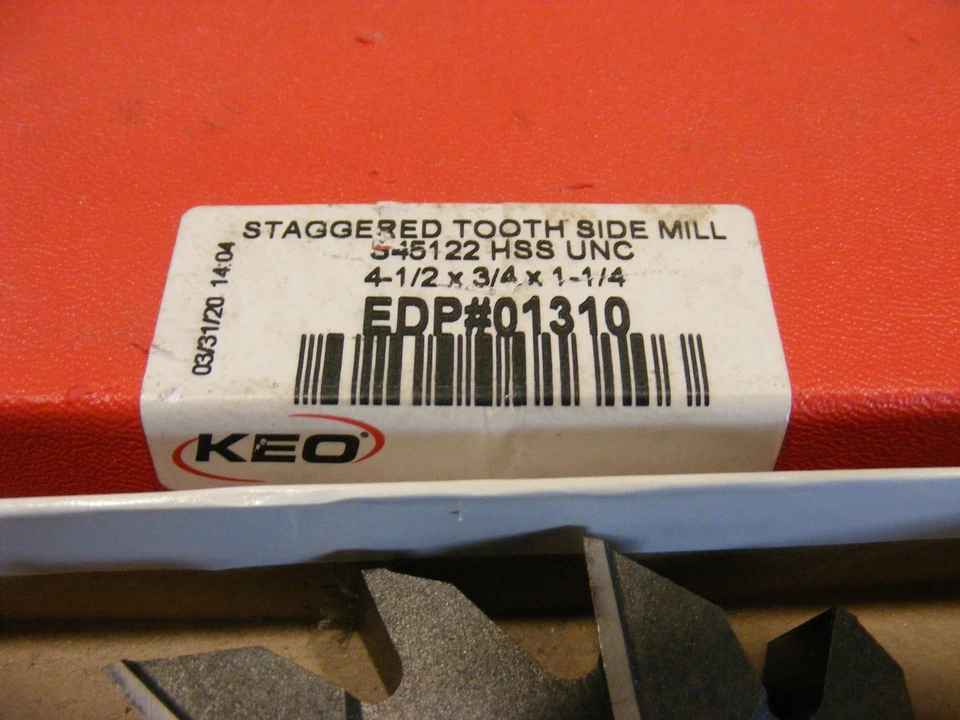 STAGGERED TOOTH SIDE MILL
S45122 HSS UNC
4-1/2 x 3/4 x 1-1/4
EDP#01310
03/31/20 14:04
KEO®